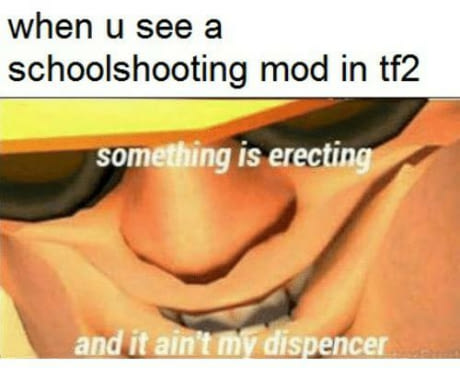 when u see a
schoolshooting mod in tf2
something is erecting
and it ain't my dispencer